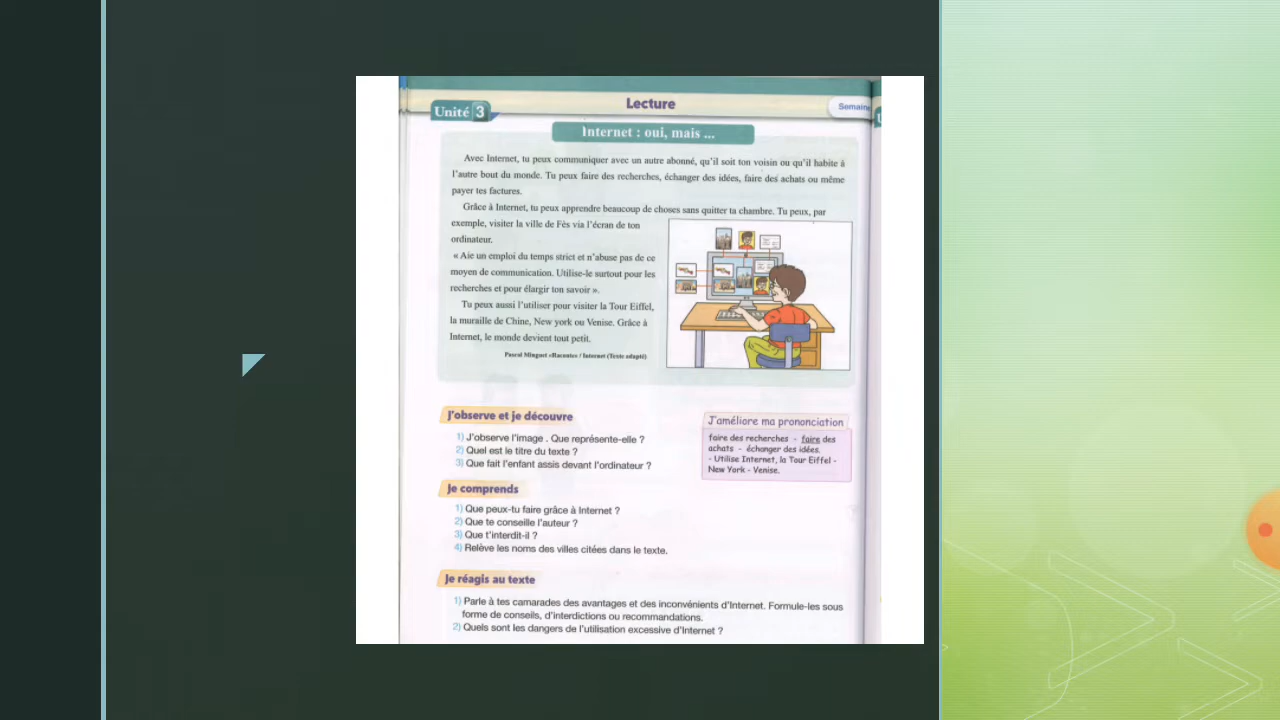 Unité 3
Lecture
Semaine
Internet : oui, mais ...
Avec Internet, tu peux communiquer avec un autre abonné, qu'il soit ton voisin ou qu'il habite à
l'autre bout du monde. Tu peux faire des recherches, échanger des idées, faire des achats ou même
payer tes factures.
Grâce à Internet, tu peux apprendre beaucoup de choses sans quitter ta chambre. Tu peux, par
exemple, visiter la ville de Fès via l'écran de ton
ordinateur.
« Aie un emploi du temps strict et n'abuse pas de ce
moyen de communication. Utilise-le surtout pour les
recherches et pour élargir ton savoir ».
Tu peux aussi l'utiliser pour visiter la Tour Eiffel,
la muraille de Chine, New york ou Venise. Grâce à
Internet, le monde devient tout petit.
Pascal Minguet «Raconte» / Internet (Texte adapté)
J'observe et je découvre
1) J'observe l'image . Que représente-elle ?
2) Quel est le titre du texte ?
3) Que fait l'enfant assis devant l'ordinateur ?
J'améliore ma prononciation
faire des recherches - faire des
achats - échanger des idées.
- Utilise Internet, la Tour Eiffel -
New York - Venise.
Je comprends
1) Que peux-tu faire grâce à Internet ?
2) Que te conseille l'auteur ?
3) Que t'interdit-il ?
4) Relève les noms des villes citées dans le texte.
Je réagis au texte
1) Parle à tes camarades des avantages et des inconvénients d'Internet. Formule-les sous
forme de conseils, d'interdictions ou recommandations.
2) Quels sont les dangers de l'utilisation excessive d'Internet ?